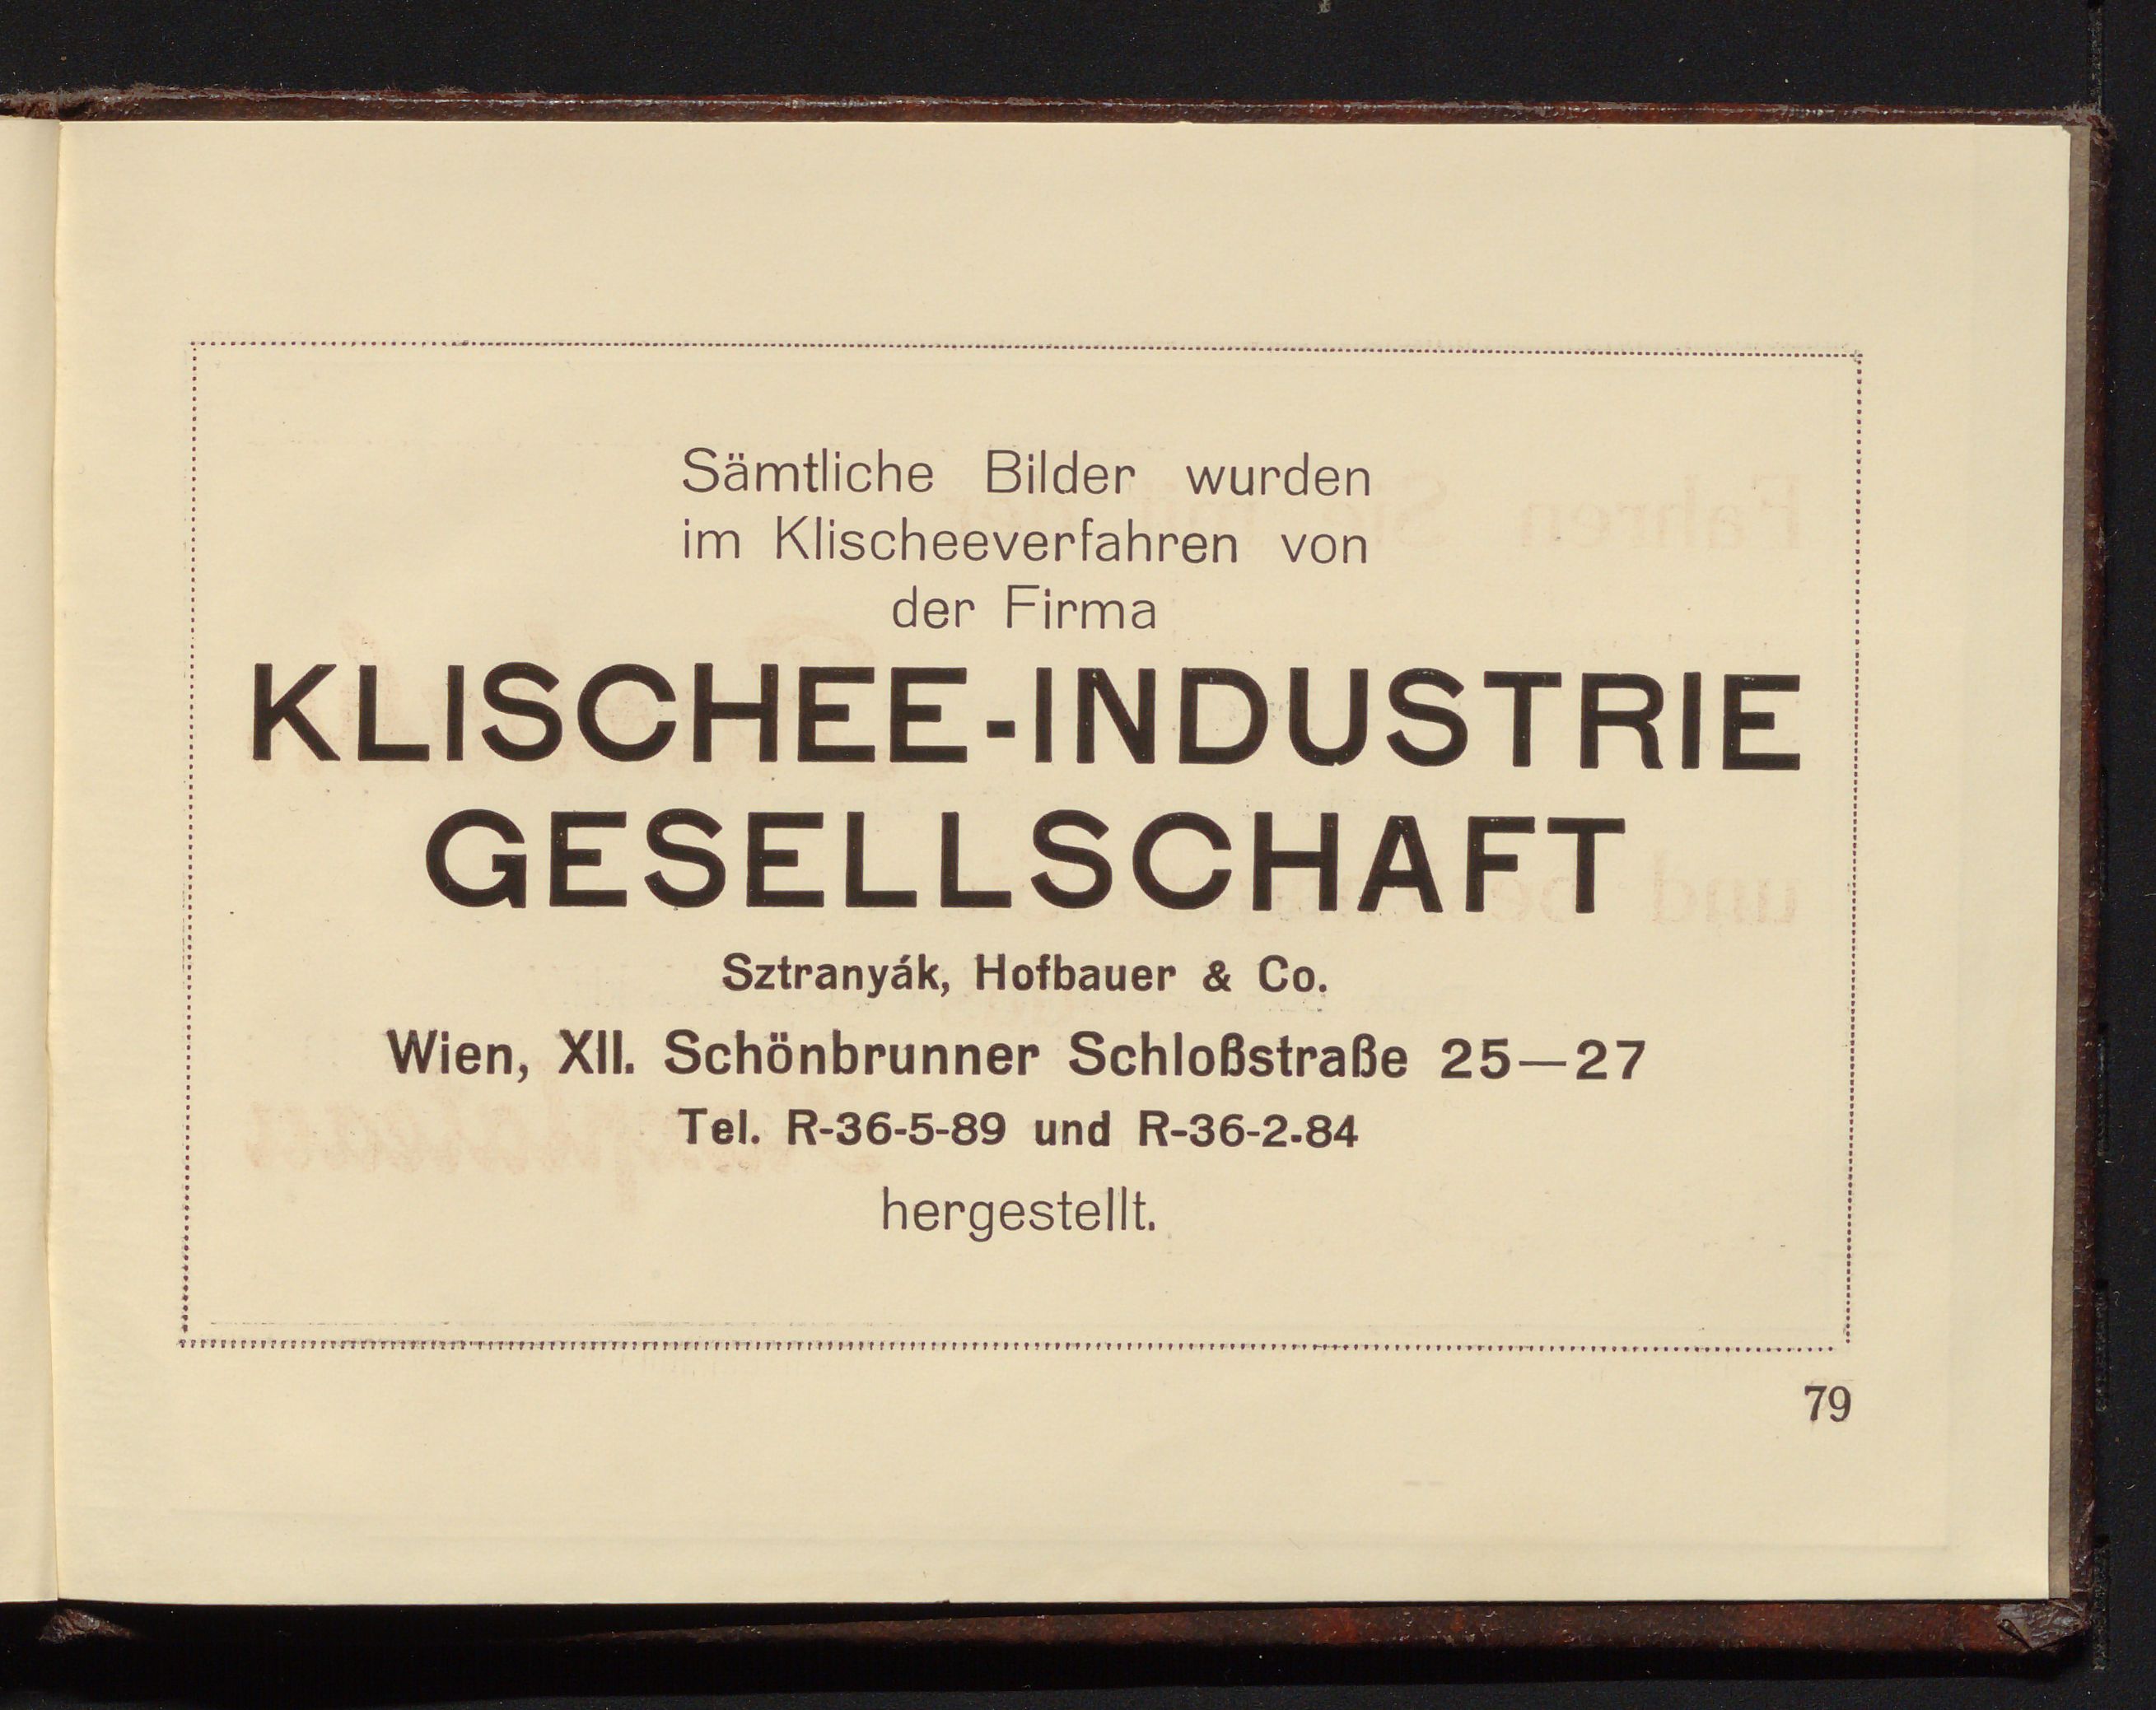 Sämtliche Bilder wurden
im Klischeeverfahren von
der Firma
KLISCHEE-INDUSTRIE
GESELLSCHAFT
Sztranyák, Hofbauer & Co.
Wien, XII. Schönbrunner Schloßstraße 25—27
Tel. R-36-5-89 und R-36-2-84
hergestellt.
79